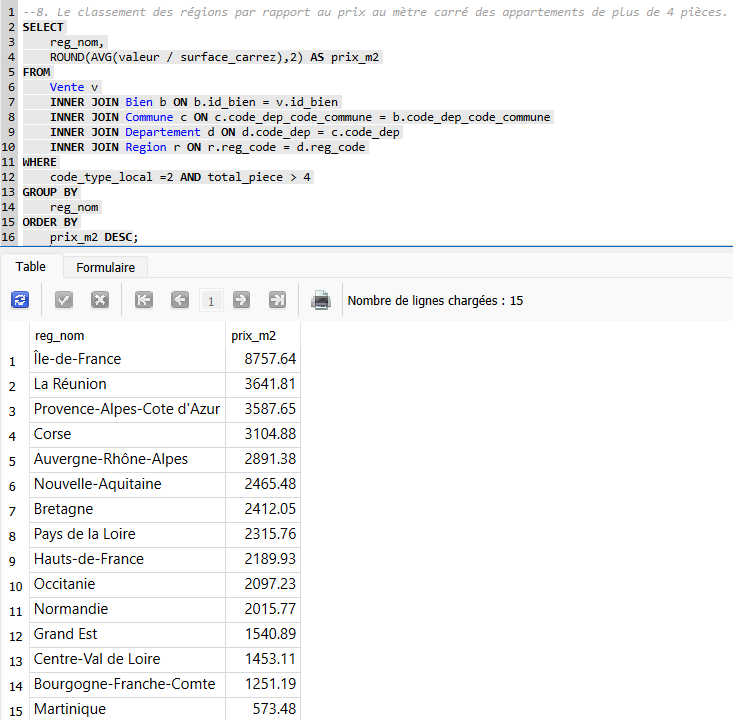 1 --8. Le classement des régions par rapport au prix au mètre carré des appartements de plus de 4 pièces.
2 SELECT
3 reg_nom,
4 ROUND(AVG(valeur / surface_carrez),2) AS prix_m2
5 FROM
6 Vente v
7 INNER JOIN Bien b ON b.id_bien = v.id_bien
8 INNER JOIN Commune c ON c.code_dep_code_commune = b.code_dep_code_commune
9 INNER JOIN Departement d ON d.code_dep = c.code_dep
10 INNER JOIN Region r ON r.reg_code = d.reg_code
11 WHERE
12 code_type_local =2 AND total_piece > 4
13 GROUP BY
14 reg_nom
15 ORDER BY
16 prix_m2 DESC;
Table Formulaire
1 Nombre de lignes chargées : 15
reg_nom prix_m2
1 Île-de-France 8757.64
2 La Réunion 3641.81
3 Provence-Alpes-Cote d'Azur 3587.65
4 Corse 3104.88
5 Auvergne-Rhône-Alpes 2891.38
6 Nouvelle-Aquitaine 2465.48
7 Bretagne 2412.05
8 Pays de la Loire 2315.76
9 Hauts-de-France 2189.93
10 Occitanie 2097.23
11 Normandie 2015.77
12 Grand Est 1540.89
13 Centre-Val de Loire 1453.11
14 Bourgogne-Franche-Comte 1251.19
15 Martinique 573.48